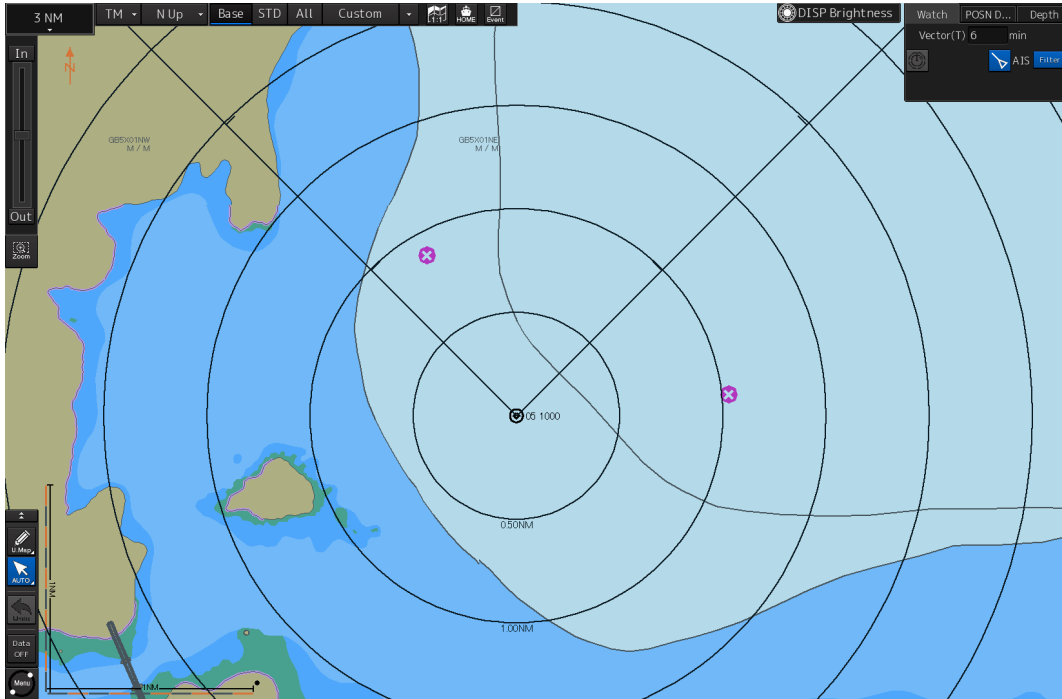 3 NM
TM
N Up
Base
STD
All
Custom
1:1
HOME
Event
DISP Brightness
Watch
POSN D...
Depth
Vector(T) 6 min
AIS
Filter
In
Out
Zoom
N
GB5X01NW
M / M
GB5X01NE
M / M
05 1000
0.50NM
1.00NM
U.Map
AUTO
Undo
Data
OFF
Menu
1NM
1NM